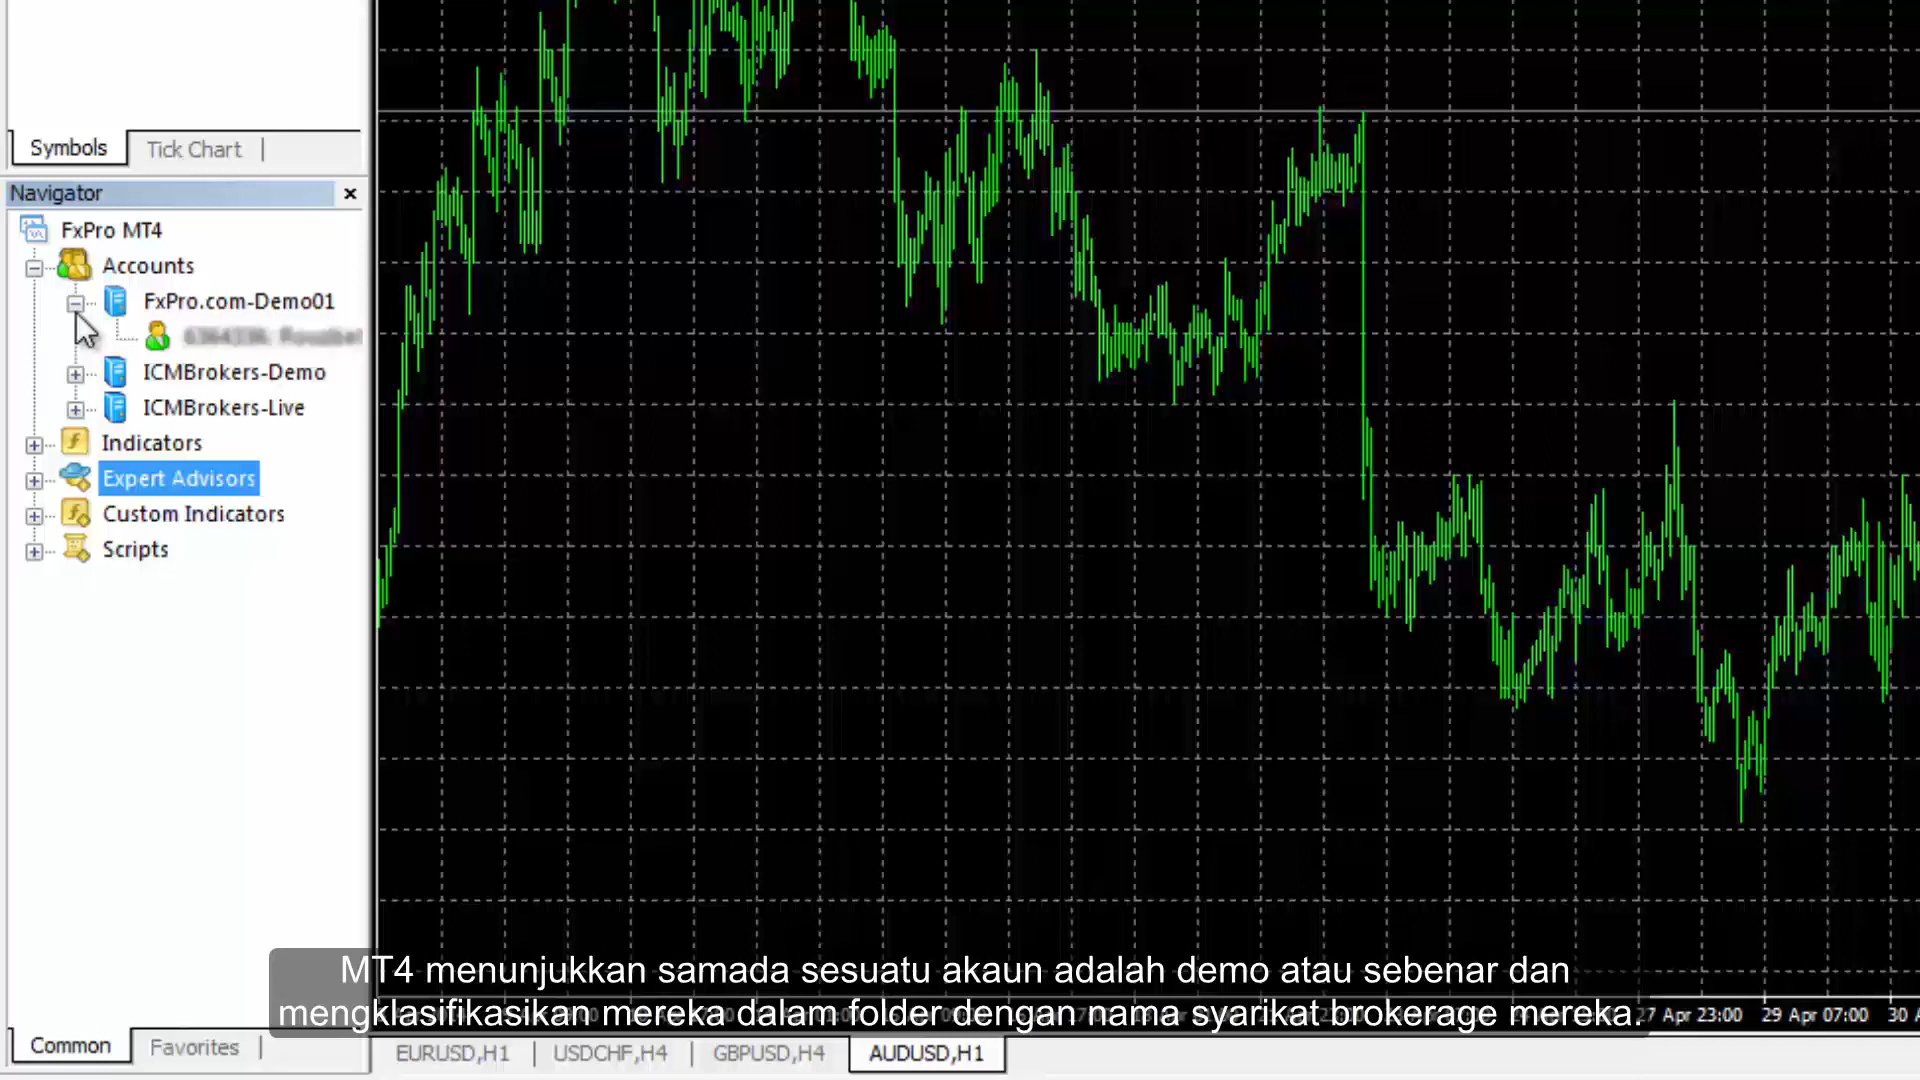 Symbols
Tick Chart
Navigator
FxPro MT4
Accounts
FxPro.com-Demo01
ICMBrokers-Demo
ICMBrokers-Live
Indicators
Expert Advisors
Custom Indicators
Scripts
MT4 menunjukkan samada sesuatu akaun adalah demo atau sebenar dan
mengklasifikasikan mereka dalam folder dengan nama syarikat brokerage mereka.
Apr 23:00 29 Apr 07:00 30
Common
Favorites
EURUSD,H1
USDCHF,H4
GBPUSD,H4
AUDUSD,H1